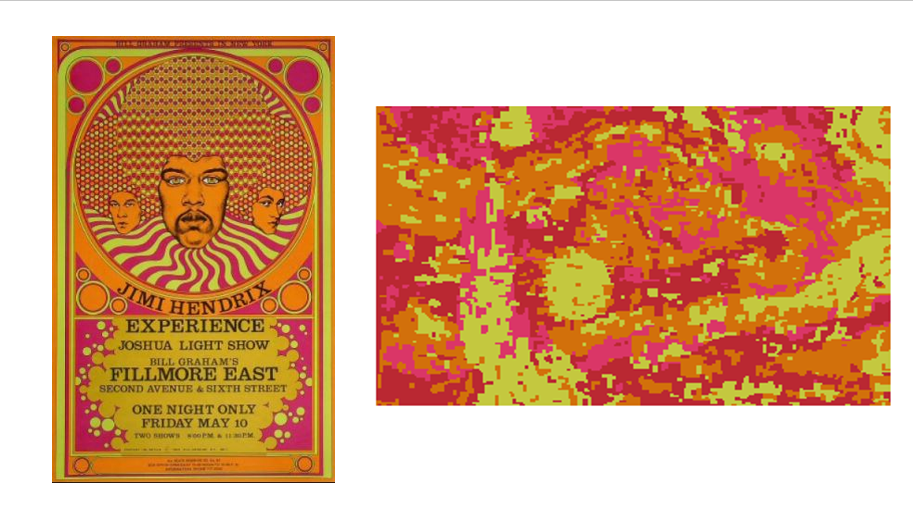 BILL GRAHAM PRESENTS IN NEW YORK
JIMI HENDRIX
EXPERIENCE
JOSHUA LIGHT SHOW
BILL GRAHAM'S
FILLMORE EAST
SECOND AVENUE & SIXTH STREET
ONE NIGHT ONLY
FRIDAY MAY 10
TWO SHOWS 8:00 P.M. & 11:30 P.M.